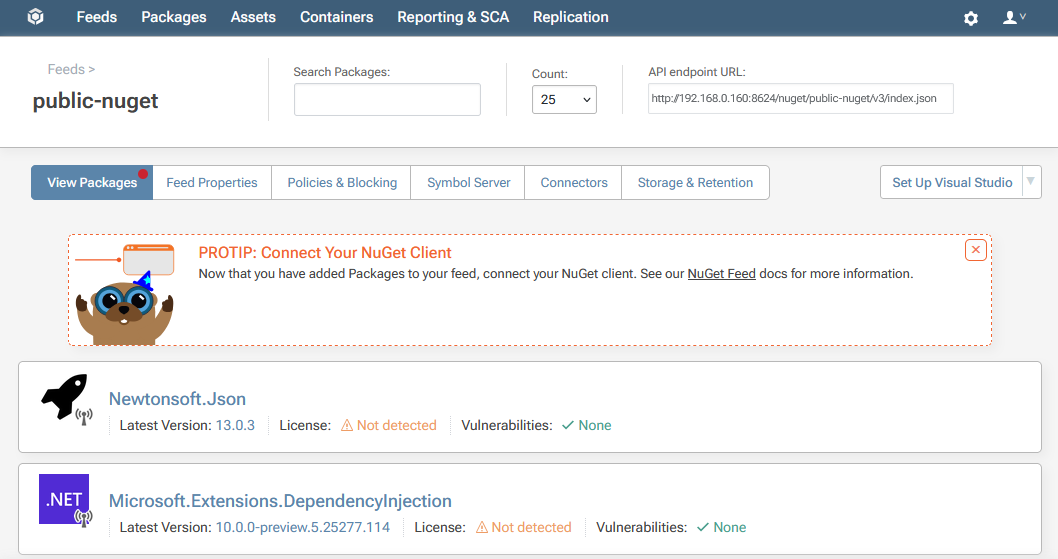 Feeds Packages Assets Containers Reporting & SCA Replication
Feeds >
public-nuget
Search Packages:
Count:
25
API endpoint URL:
http://192.168.0.160:8624/nuget/public-nuget/v3/index.json
View Packages Feed Properties Policies & Blocking Symbol Server Connectors Storage & Retention
Set Up Visual Studio
PROTIP: Connect Your NuGet Client
Now that you have added Packages to your feed, connect your NuGet client. See our NuGet Feed docs for more information.
Newtonsoft.Json
Latest Version: 13.0.3 License: Not detected Vulnerabilities: None
.NET
Microsoft.Extensions.DependencyInjection
Latest Version: 10.0.0-preview.5.25277.114 License: Not detected Vulnerabilities: None